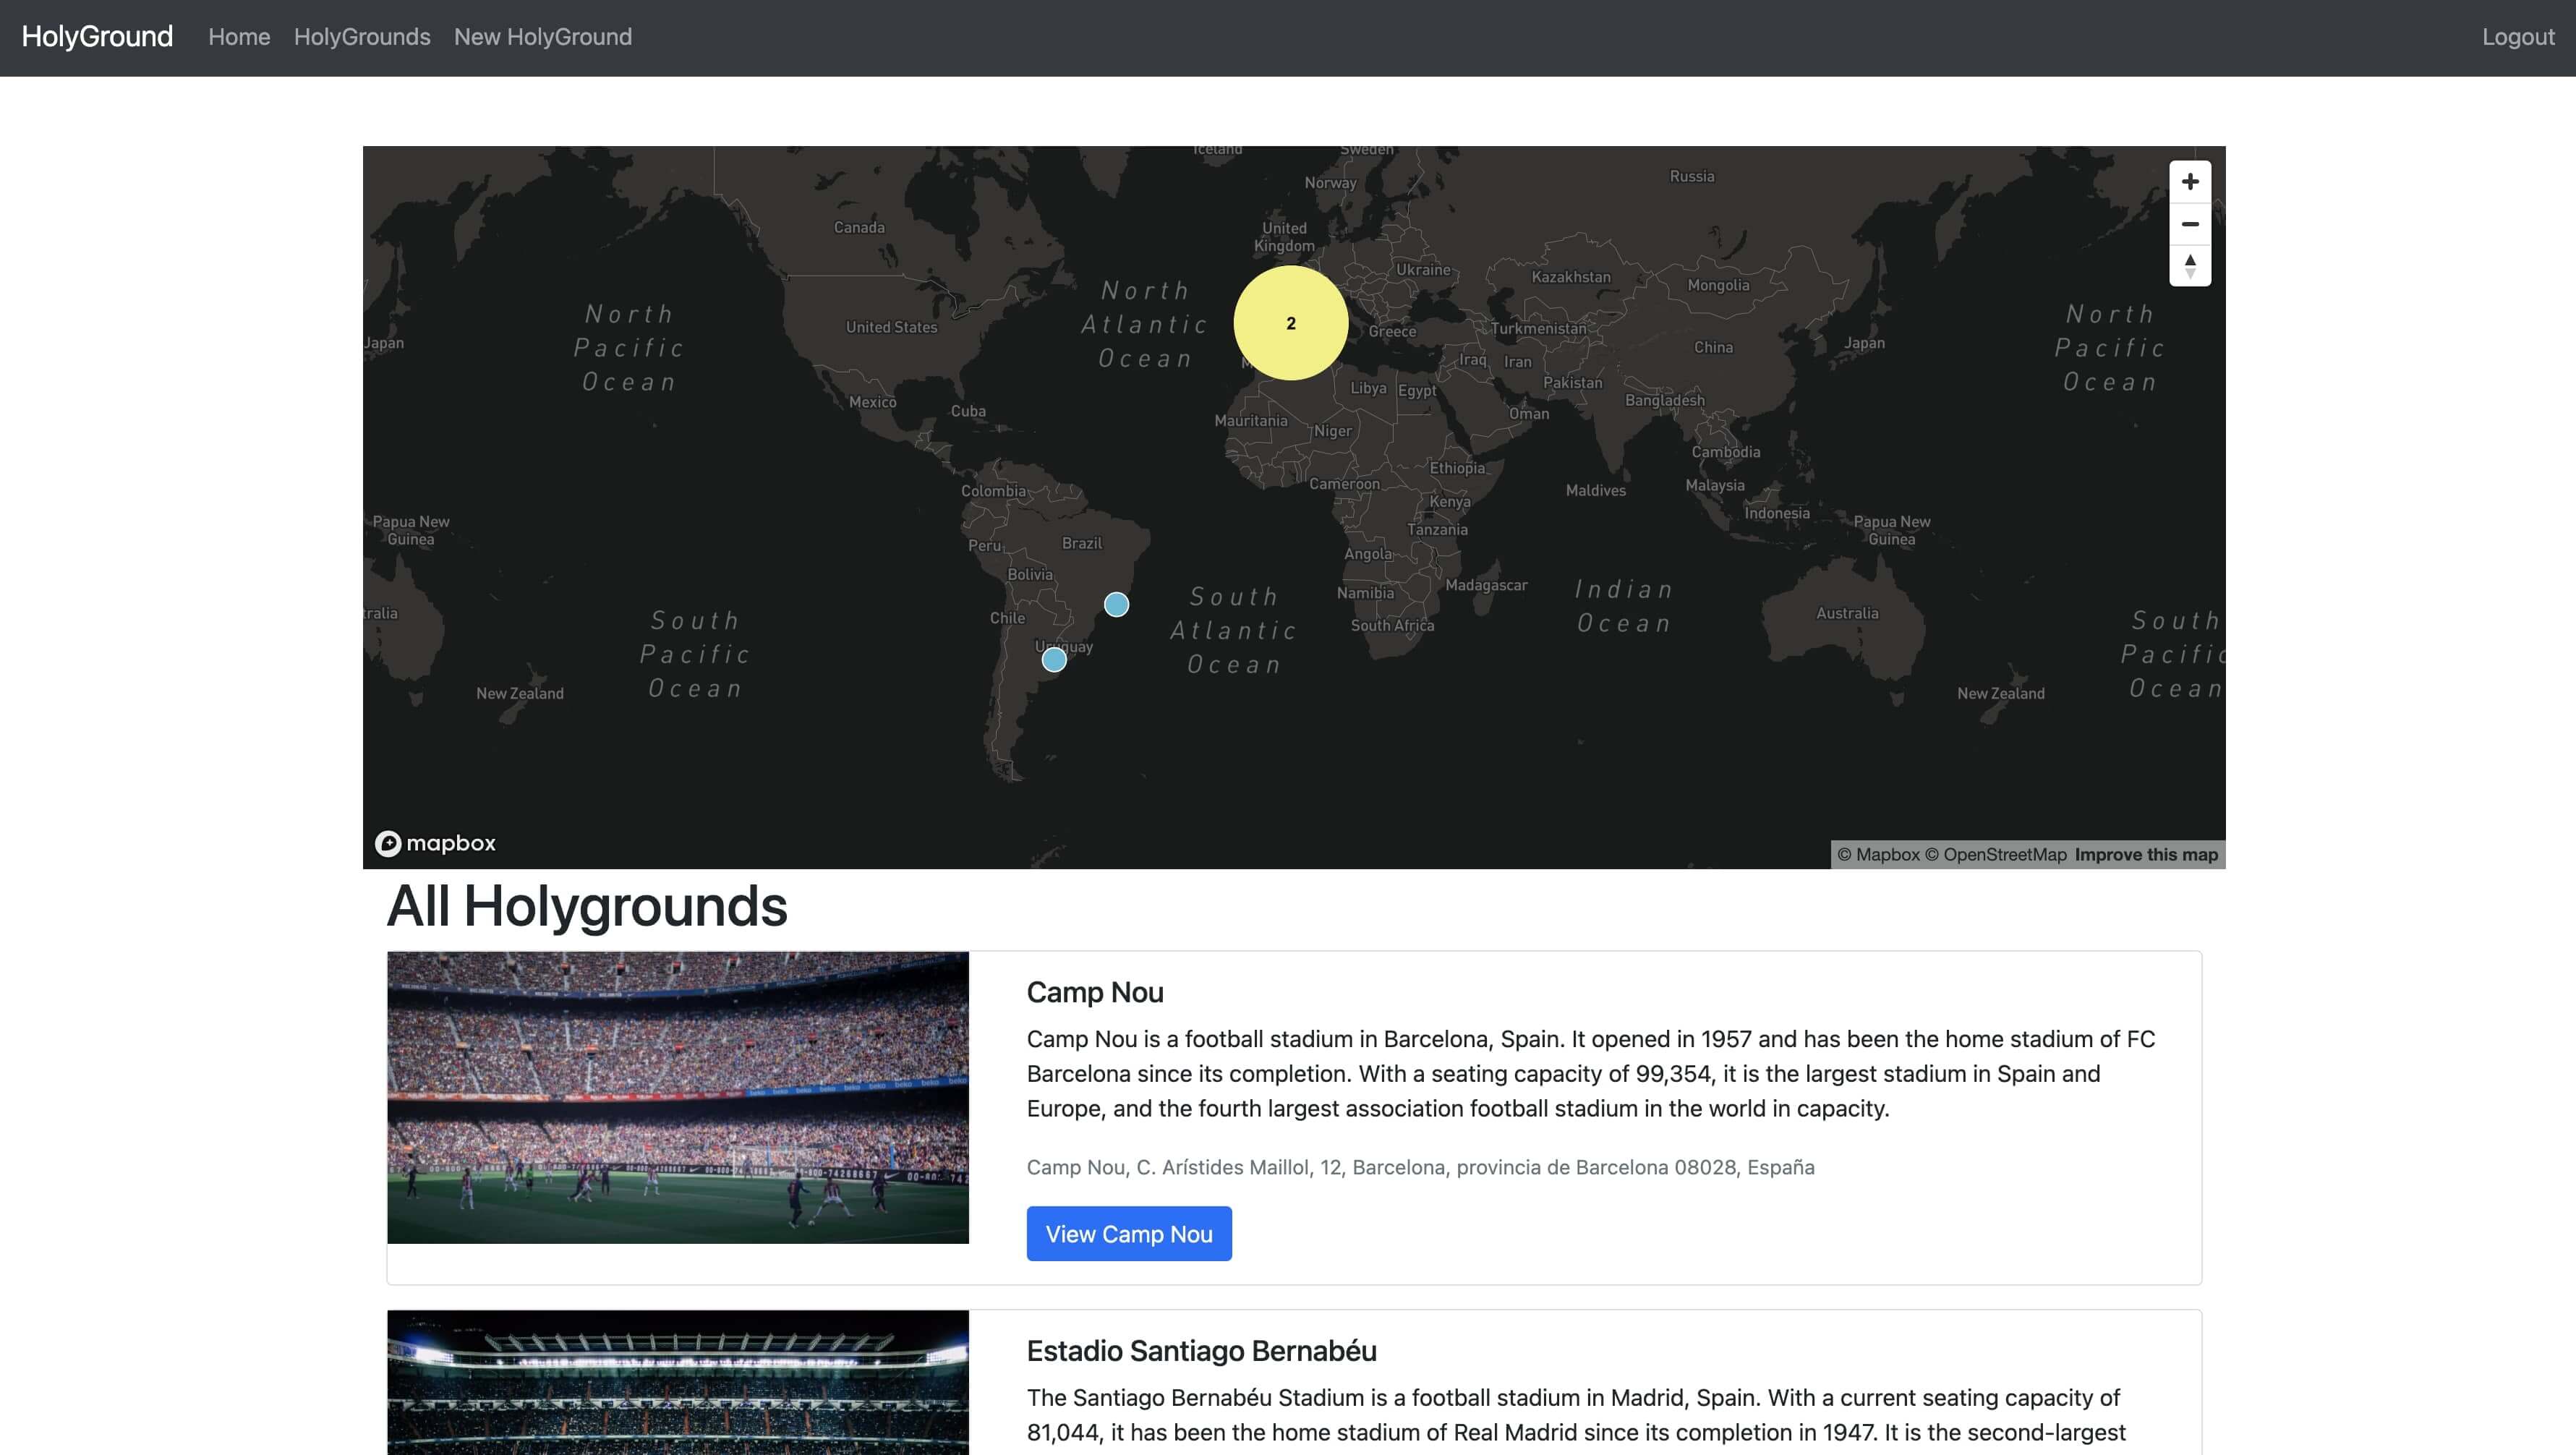 HolyGround Home HolyGrounds New HolyGround Logout
Iceland
Sweden
Norway
Russia
Canada
United
Kingdom
Ukraine
Kazakhstan
Mongolia
North
Atlantic
Ocean
North
Pacific
Ocean
North
Pacific
Ocean
2
United States
Greece
Turkmenistan
Japan
China
Japan
Iraq
Iran
Pakistan
Libya
Egypt
Mexico
Cuba
Bangladesh
Oman
Mauritania
Niger
Cambodia
Ethiopia
Cameroon
Colombia
Maldives
Malaysia
Kenya
Indonesia
Papua New
Guinea
Papua New
Guinea
Tanzania
Peru
Brazil
Angola
Bolivia
Madagascar
Namibia
Indian
Ocean
South
Atlantic
Ocean
tralia
Chile
Australia
South Africa
South
Pacific
Ocean
South
Pacific
Ocean
Uruguay
New Zealand
New Zealand
mapbox
© Mapbox © OpenStreetMap Improve this map
All Holygrounds
Camp Nou
Camp Nou is a football stadium in Barcelona, Spain. It opened in 1957 and has been the home stadium of FC
Barcelona since its completion. With a seating capacity of 99,354, it is the largest stadium in Spain and
Europe, and the fourth largest association football stadium in the world in capacity.
Camp Nou, C. Arístides Maillol, 12, Barcelona, provincia de Barcelona 08028, España
View Camp Nou
Estadio Santiago Bernabéu
The Santiago Bernabéu Stadium is a football stadium in Madrid, Spain. With a current seating capacity of
81,044, it has been the home stadium of Real Madrid since its completion in 1947. It is the second-largest